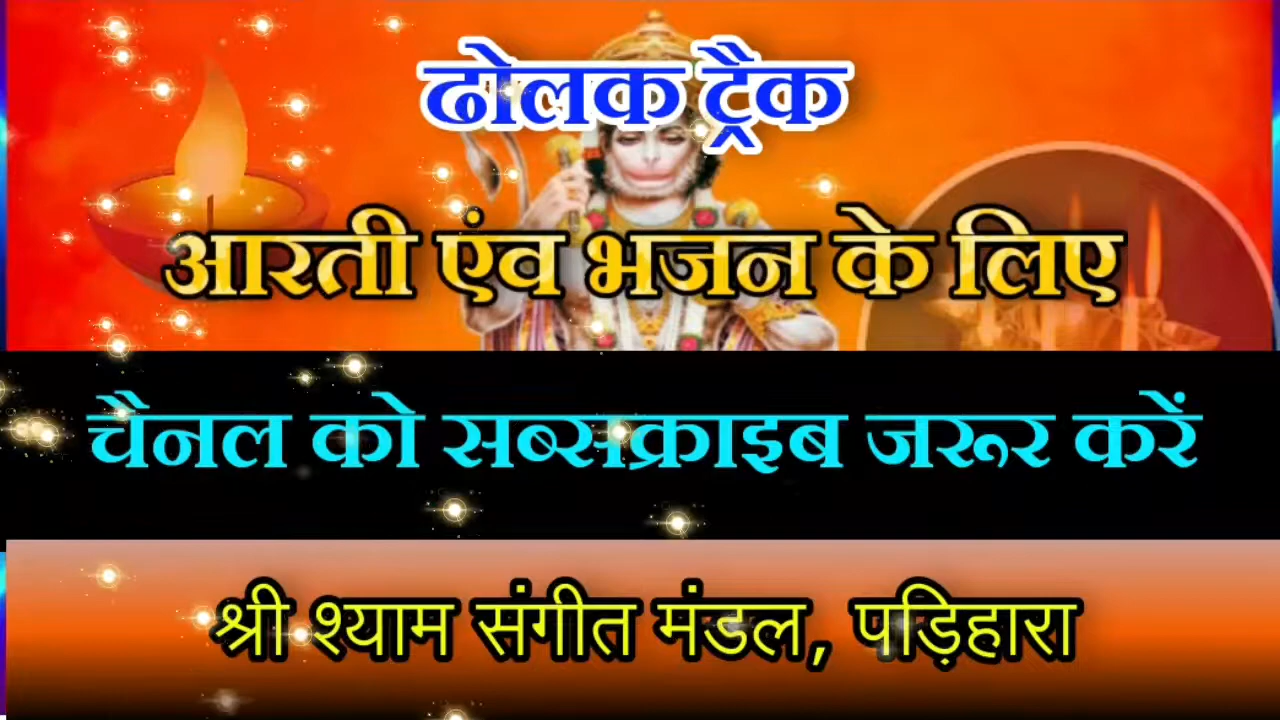 ढोलक ट्रैक
आरती एंव भजन के लिए
चैनल को सब्सक्राइब जरूर करें
श्री श्याम संगीत मंडल, पड़िहारा